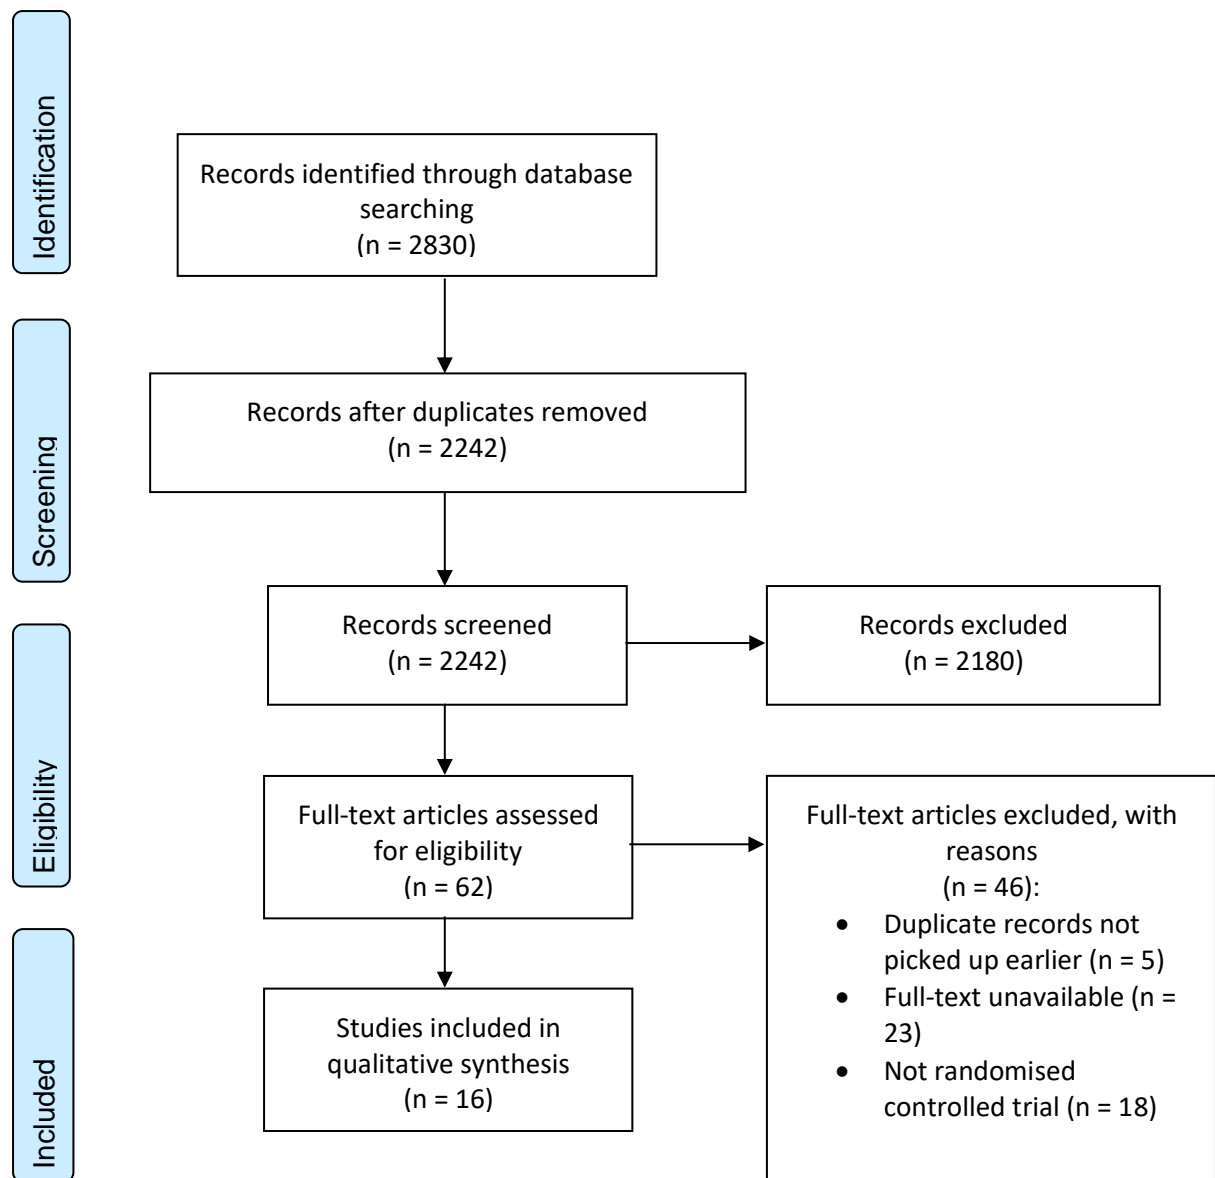 Identification
Records identified through database
searching
(n = 2830)
Records after duplicates removed
(n = 2242)
Screening
Records screened
(n = 2242)
Records excluded
(n = 2180)
Eligibility
Full-text articles assessed
for eligibility
(n = 62)
Full-text articles excluded, with
reasons
(n = 46):
• Duplicate records not
picked up earlier (n = 5)
• Full-text unavailable (n =
23)
• Not randomised
controlled trial (n = 18)
Included
Studies included in
qualitative synthesis
(n = 16)